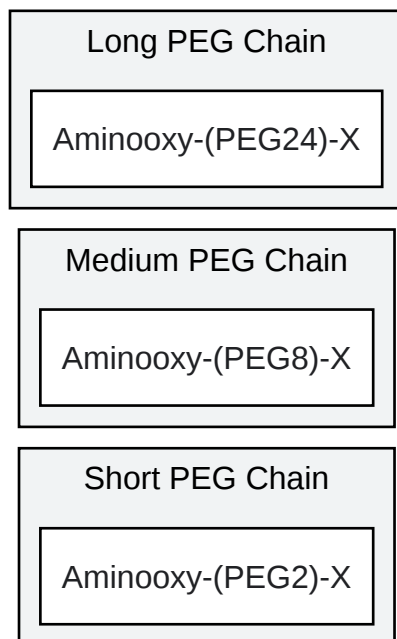 Long PEG Chain
Aminooxy-(PEG24)-X
Medium PEG Chain
Aminooxy-(PEG8)-X
Short PEG Chain
Aminooxy-(PEG2)-X